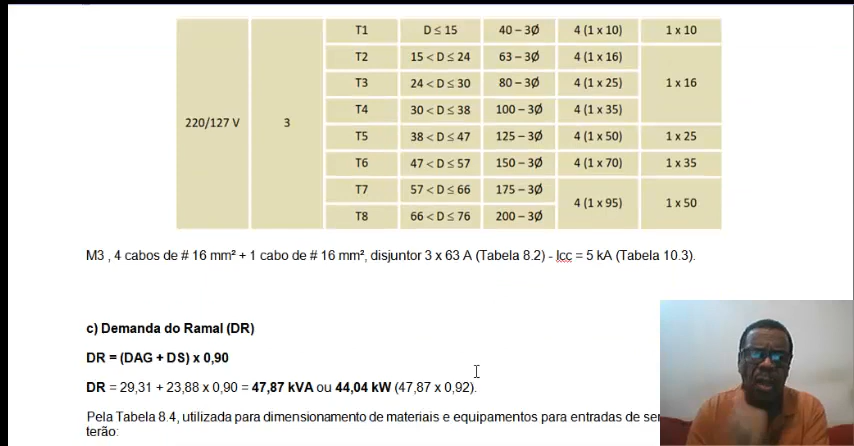 T1 D ≤ 15 40 – 3Ø 4 (1 x 10) 1 x 10
T2 15 < D ≤ 24 63 – 3Ø 4 (1 x 16)
T3 24 < D ≤ 30 80 – 3Ø 4 (1 x 25) 1 x 16
T4 30 < D ≤ 38 100 – 3Ø 4 (1 x 35)
220/127 V 3
T5 38 < D ≤ 47 125 – 3Ø 4 (1 x 50) 1 x 25
T6 47 < D ≤ 57 150 – 3Ø 4 (1 x 70) 1 x 35
T7 57 < D ≤ 66 175 – 3Ø
4 (1 x 95) 1 x 50
T8 66 < D ≤ 76 200 – 3Ø
M3 , 4 cabos de # 16 mm² + 1 cabo de # 16 mm², disjuntor 3 x 63 A (Tabela 8.2) - Icc = 5 kA (Tabela 10.3).
c) Demanda do Ramal (DR)
DR = (DAG + DS) x 0,90
DR = 29,31 + 23,88 x 0,90 = 47,87 kVA ou 44,04 kW (47,87 x 0,92).
Pela Tabela 8.4, utilizada para dimensionamento de materiais e equipamentos para entradas de ser
terão: